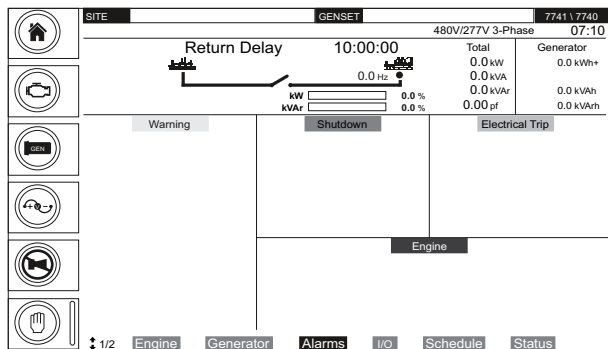 SITE GENSET 7741 \ 7740
480V/277V 3-Phase 07:10
Return Delay 10:00:00 Total Generator
0.0 kW 0.0 kWh+
0.0 Hz 0.0 kVA
kW 0.0 % 0.0 kVAr 0.0 kVAh
kVAr 0.0 % 0.00 pf 0.0 kVArh
Warning Shutdown Electrical Trip
GEN
Engine
1/2 Engine Generator Alarms I/O Schedule Status